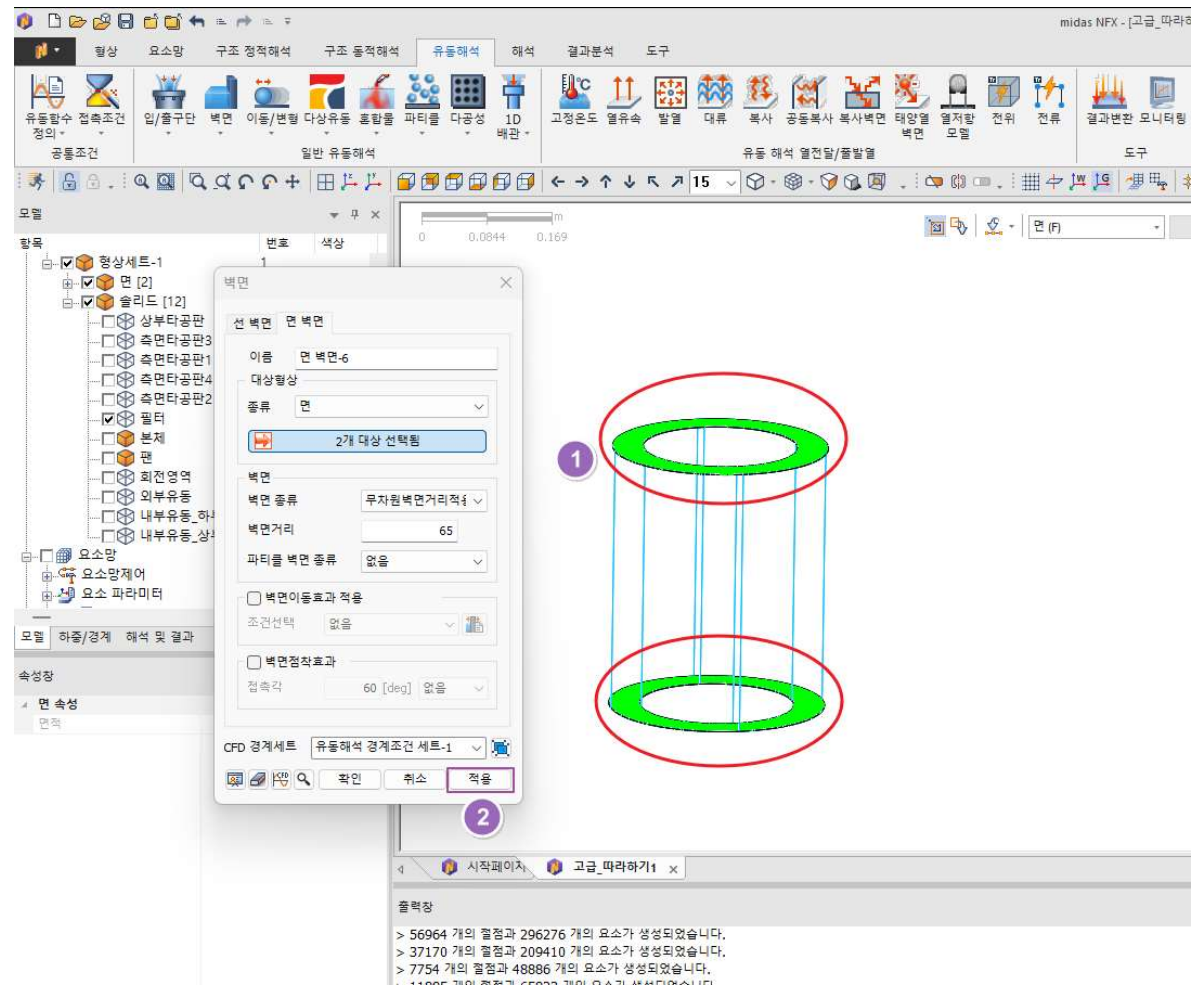 midas NFX - [고급_따라하
형상 요소망 구조 정적해석 구조 동적해석 유동해석 해석 결과분석 도구
유동함수 정의 접촉조건 입/출구단 벽면 이동/변형 다상유동 혼합물 파티클 다공성 1D 배관 고정온도 열유속 발열 대류 복사 공동복사 복사벽면 태양열 벽면 열저항 모델 전위 전류 결과변환 모니터링
공통조건 일반 유동해석 유동 해석 열전달/줄발열 도구
15
모델
항목 번호 색상
형상세트-1 1
면 [2]
솔리드 [12]
상부타공판
측면타공판3
측면타공판1
측면타공판4
측면타공판2
필터
본체
팬
회전영역
외부유동
내부유동_하
내부유동_상
요소망
요소망제어
요소 파라미터
모델 하중/경계 해석 및 결과
속성창
면 속성
면적
벽면
선 벽면 면 벽면
이름 면 벽면-6
대상형상
종류 면
2개 대상 선택됨
벽면
벽면 종류 무차원벽면거리적용
벽면거리 65
파티클 벽면 종류 없음
벽면이동효과 적용
조건선택 없음
벽면점착효과
접촉각 60 [deg] 없음
CFD 경계세트 유동해석 경계조건 세트-1
확인 취소 적용
2
m
0 0.0844 0.169
면 (F)
1
시작페이지 고급_따라하기1
출력창
> 56964 개의 절점과 296276 개의 요소가 생성되었습니다.
> 37170 개의 절점과 209410 개의 요소가 생성되었습니다.
> 7754 개의 절점과 48886 개의 요소가 생성되었습니다.